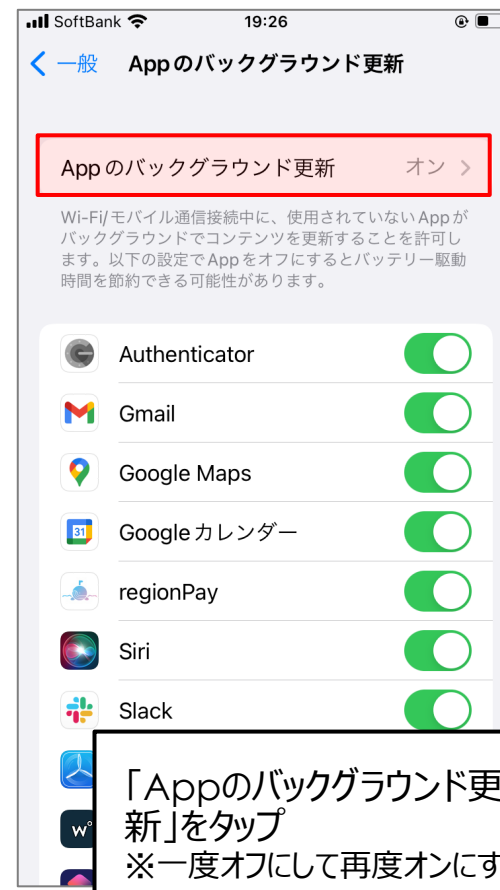 SoftBank 19:26
一般 Appのバックグラウンド更新
Appのバックグラウンド更新 オン
Wi-Fi/モバイル通信接続中に、使用されていないAppが
バックグラウンドでコンテンツを更新することを許可し
ます。以下の設定でAppをオフにするとバッテリー駆動
時間を節約できる可能性があります。
Authenticator
Gmail
Google Maps
31
Googleカレンダー
regionPay
Siri
Slack
w°
「Appのバックグラウンド更
新」をタップ
※一度オフにして再度オンにす